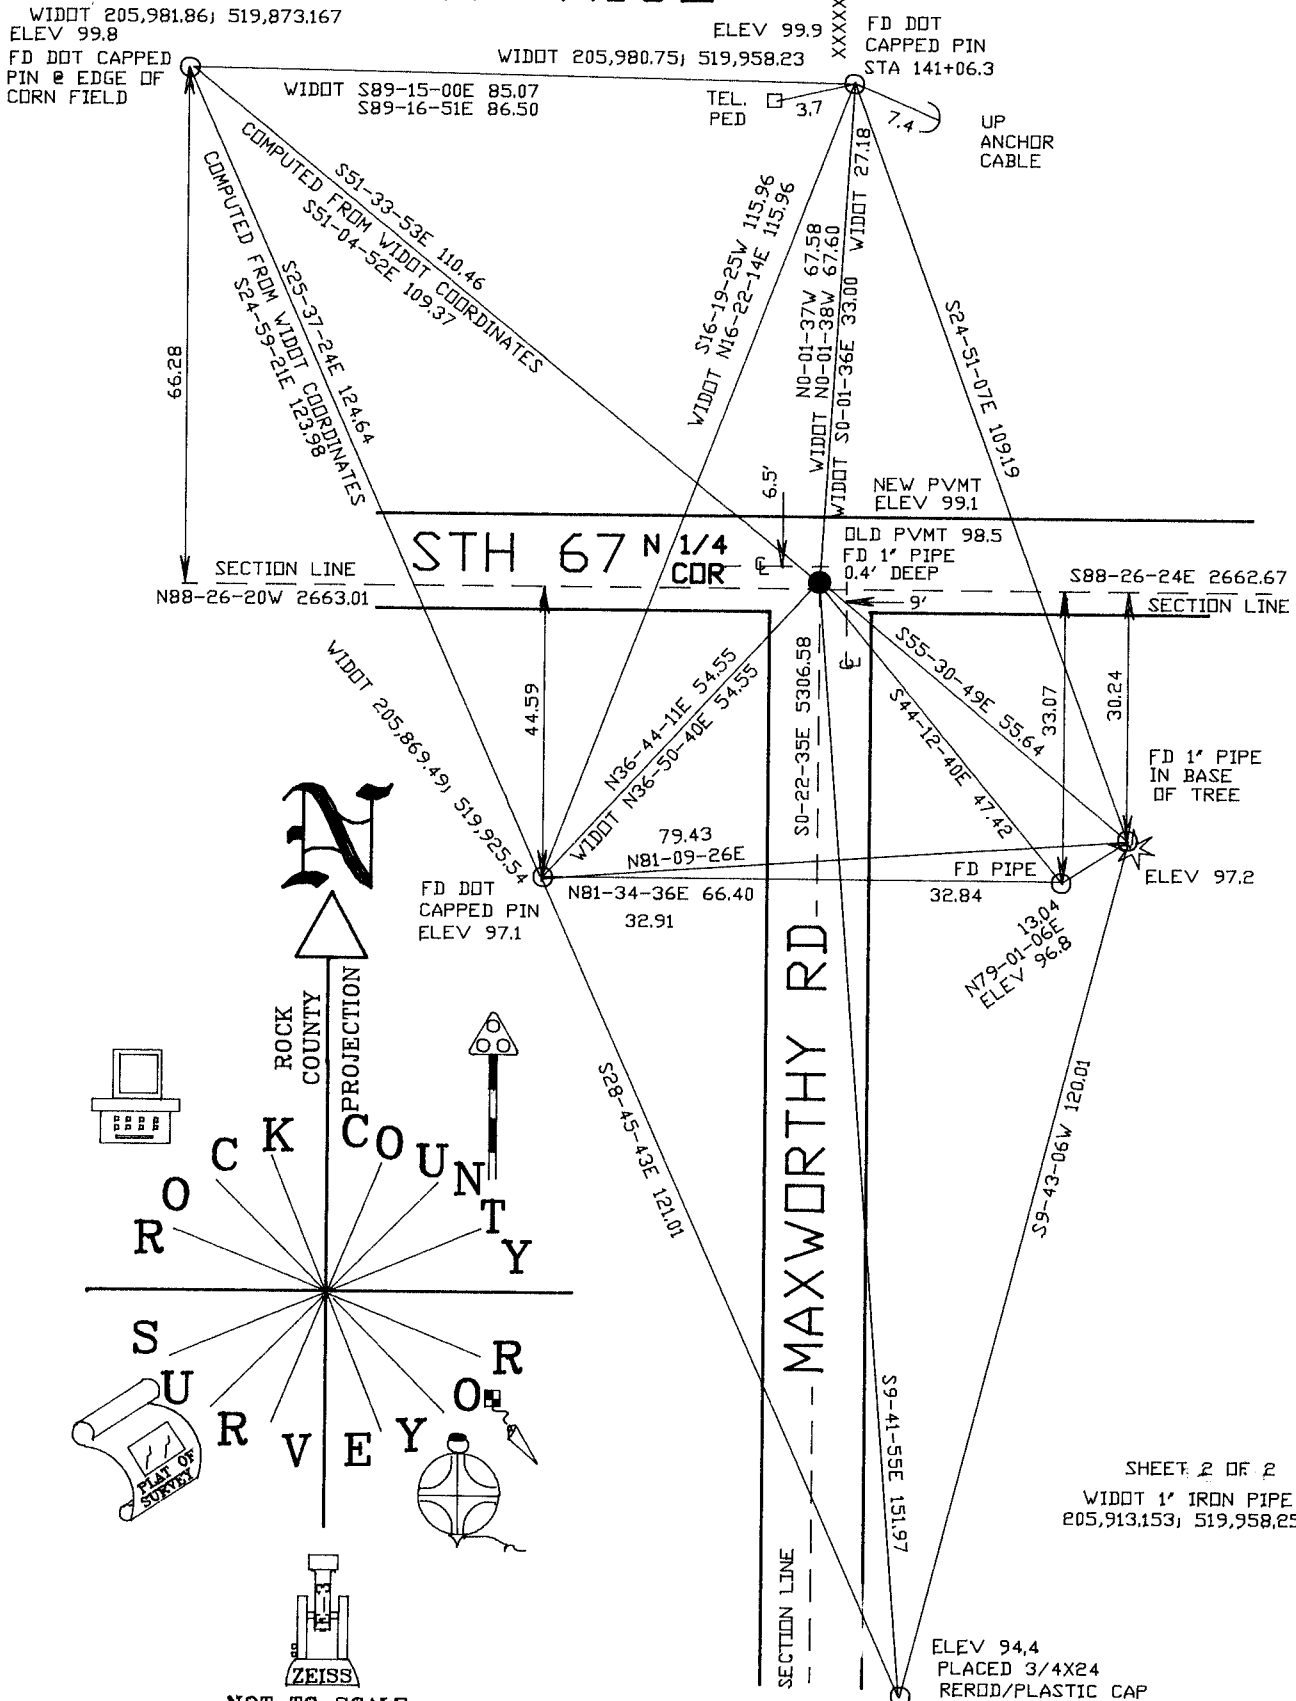 WIDOT 205,981.86; 519,873.167
ELEV 99.8
FD DOT CAPPED
PIN @ EDGE OF
CORN FIELD
ELEV 99.9
WIDOT 205,980.75; 519,958.23
XXXXX
FD DOT
CAPPED PIN
STA 141+06.3
WIDOT S89-15-00E 85.07
S89-16-51E 86.50
TEL.
PED
3.7
7.4
UP
ANCHOR
CABLE
S51-33-53E 110.46
COMPUTED FROM WIDOT COORDINATES
S51-04-52E 109.37
S25-37-24E 124.64
COMPUTED FROM WIDOT COORDINATES
S24-59-21E 123.98
66.28
S16-19-25W 115.96
WIDOT N16-22-14E 115.96
N0-01-37W 67.58
WIDOT N0-01-38W 67.60
WIDOT S0-01-36E 33.00 WIDOT 27.18
S24-51-07E 109.19
6.5'
NEW PVMT
ELEV 99.1
STH 67
N 1/4
COR
OLD PVMT 98.5
FD 1" PIPE
0.4' DEEP
9'
SECTION LINE
N88-26-20W 2663.01
S88-26-24E 2662.67
SECTION LINE
WIDOT 205,869.49; 519,925.54
44.59
N36-44-11E 54.55
WIDOT N36-50-40E 54.55
S0-22-35E 5306.58
S55-30-49E 55.64
S44-12-40E 47.42
33.07
30.24
FD 1" PIPE
IN BASE
OF TREE
79.43
N81-09-26E
FD PIPE
ELEV 97.2
FD DOT
CAPPED PIN
ELEV 97.1
N81-34-36E 66.40
32.91
32.84
13.04
N79-01-06E
ELEV 96.8
N
ROCK
COUNTY
PROJECTION
MAXWORTHY RD
S28-45-43E 121.01
S9-43-06W 120.01
S9-41-55E 151.97
ROCK COUNTY
SURVEYOR
PLAT OF
SURVEY
ZEISS
NOT TO SCALE
SECTION LINE
SHEET 2 OF 2
WIDOT 1" IRON PIPE
205,913.153; 519,958.25
ELEV 94.4
PLACED 3/4X24
REROD/PLASTIC CAP